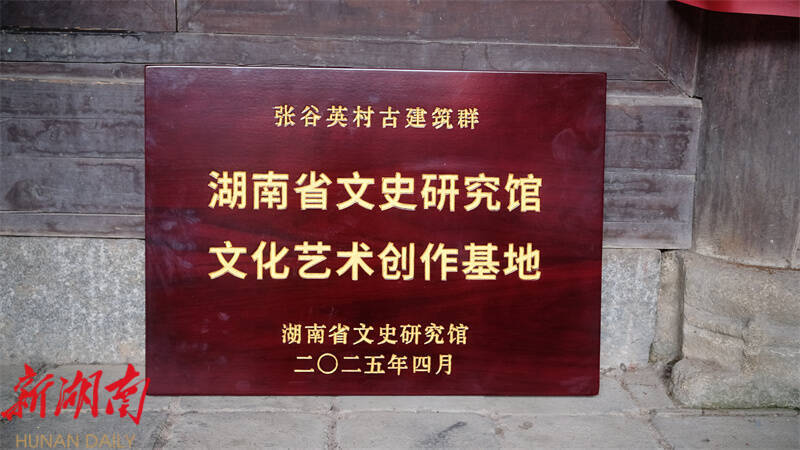 张谷英村古建筑群
湖南省文史研究馆
文化艺术创作基地
湖南省文史研究馆
二〇二五年四月
新湖南
HUNAN DAILY